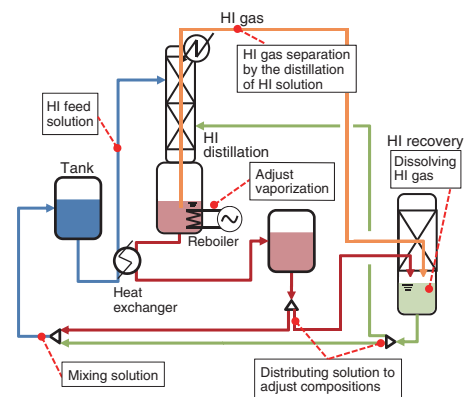 HI gas
HI gas separation
by the distillation
of HI solution
HI feed
solution
HI
distillation
HI recovery
Dissolving
HI gas
Tank
Adjust
vaporization
Reboiler
Heat
exchanger
Mixing solution
Distributing solution to
adjust compositions